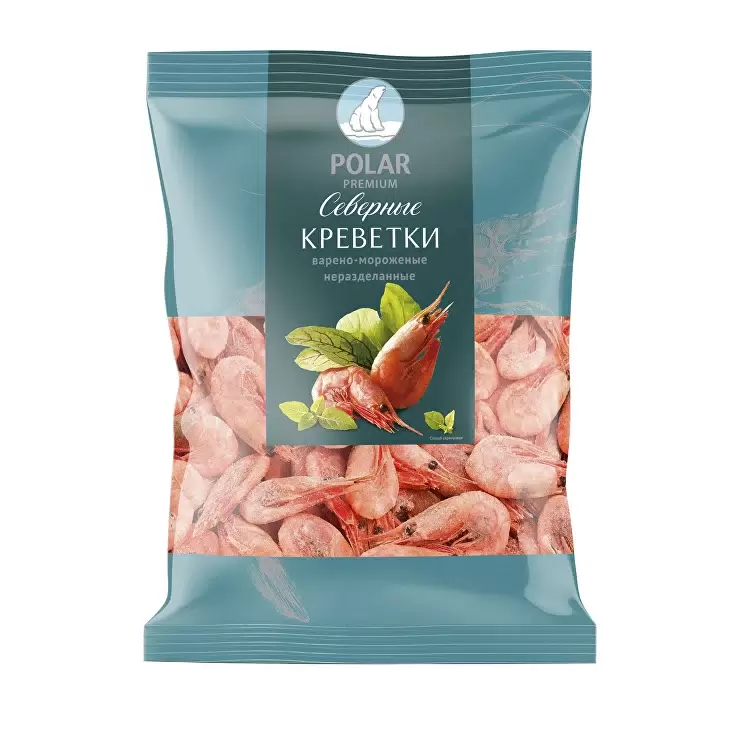 POLAR
PREMIUM
Северные
КРЕВЕТКИ
варено-мороженые
неразделанные